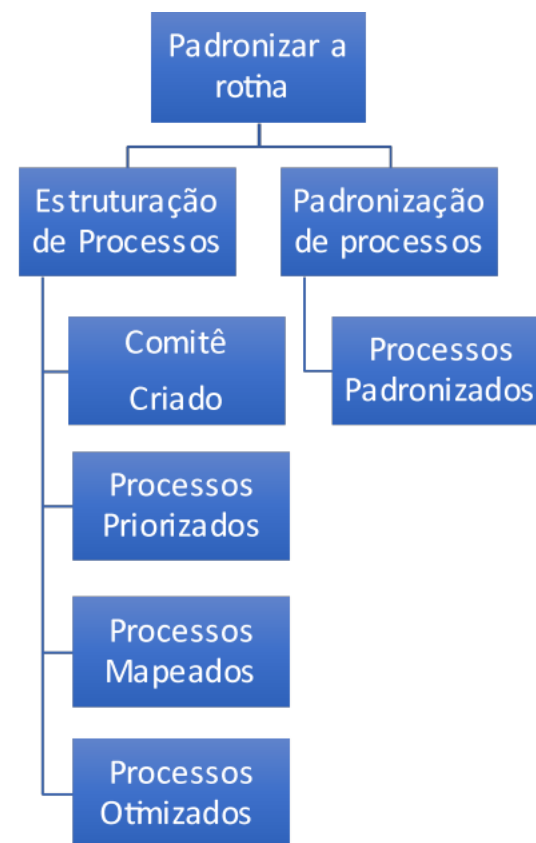 Padronizar a
rotina
Estruturação
de Processos
Padronização
de processos
Comitê
Criado
Processos
Padronizados
Processos
Priorizados
Processos
Mapeados
Processos
Otimizados